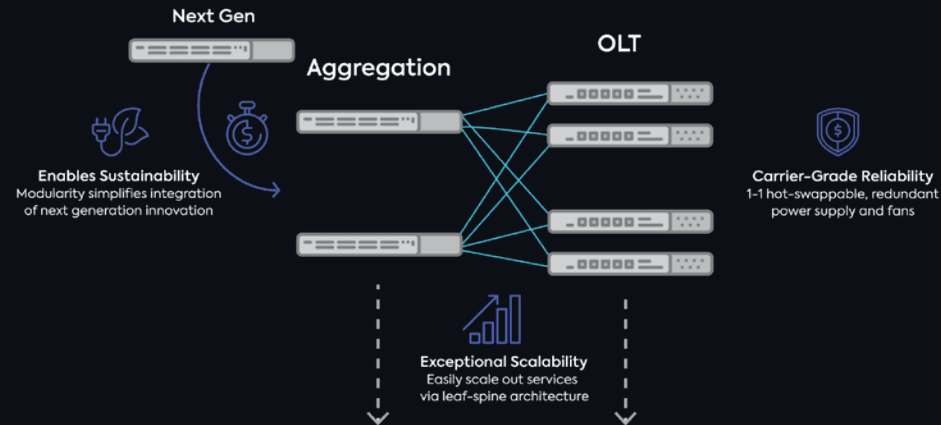 Next Gen
Aggregation
OLT
Enables Sustainability
Modularity simplifies integration
of next generation innovation
Carrier-Grade Reliability
1-1 hot-swappable, redundant
power supply and fans
Exceptional Scalability
Easily scale out services
via leaf-spine architecture